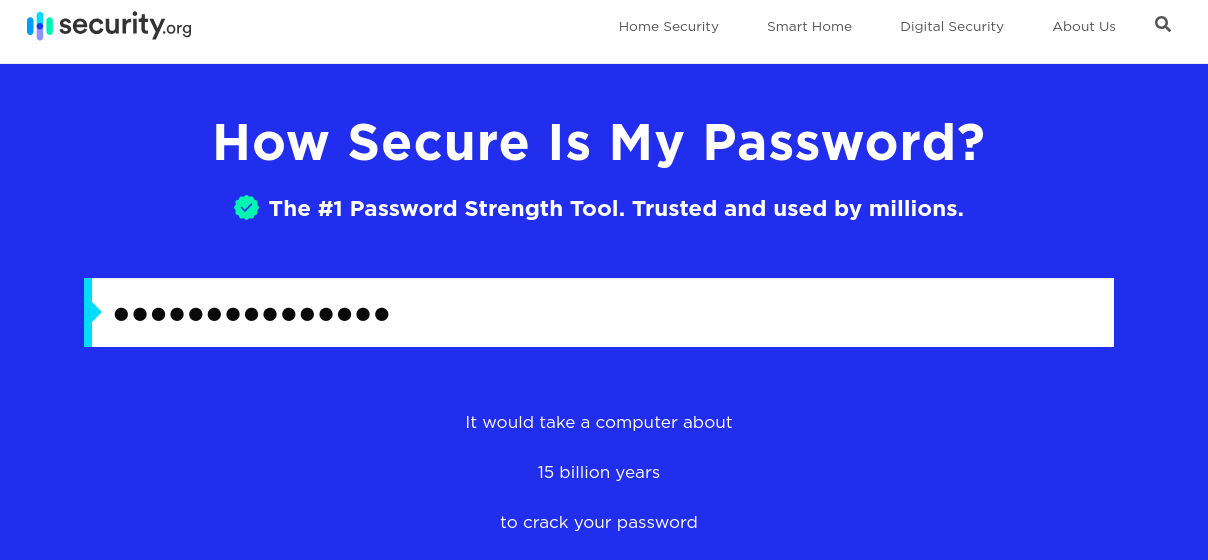 security.org
Home Security Smart Home Digital Security About Us
How Secure Is My Password?
The #1 Password Strength Tool. Trusted and used by millions.
●●●●●●●●●●●●●●●
It would take a computer about
15 billion years
to crack your password